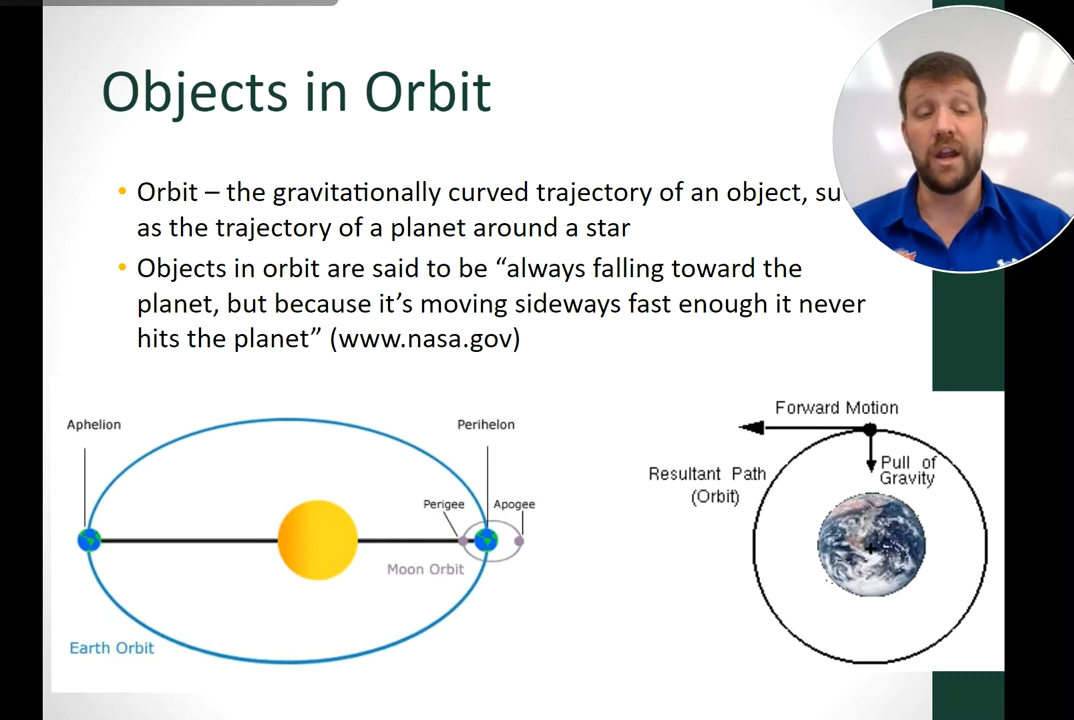 Objects in Orbit
• Orbit – the gravitationally curved trajectory of an object, su
as the trajectory of a planet around a star
• Objects in orbit are said to be “always falling toward the
planet, but because it’s moving sideways fast enough it never
hits the planet” (www.nasa.gov)
Aphelion
Perihelon
Perigee
Apogee
Moon Orbit
Earth Orbit
Forward Motion
Pull of
Gravity
Resultant Path
(Orbit)